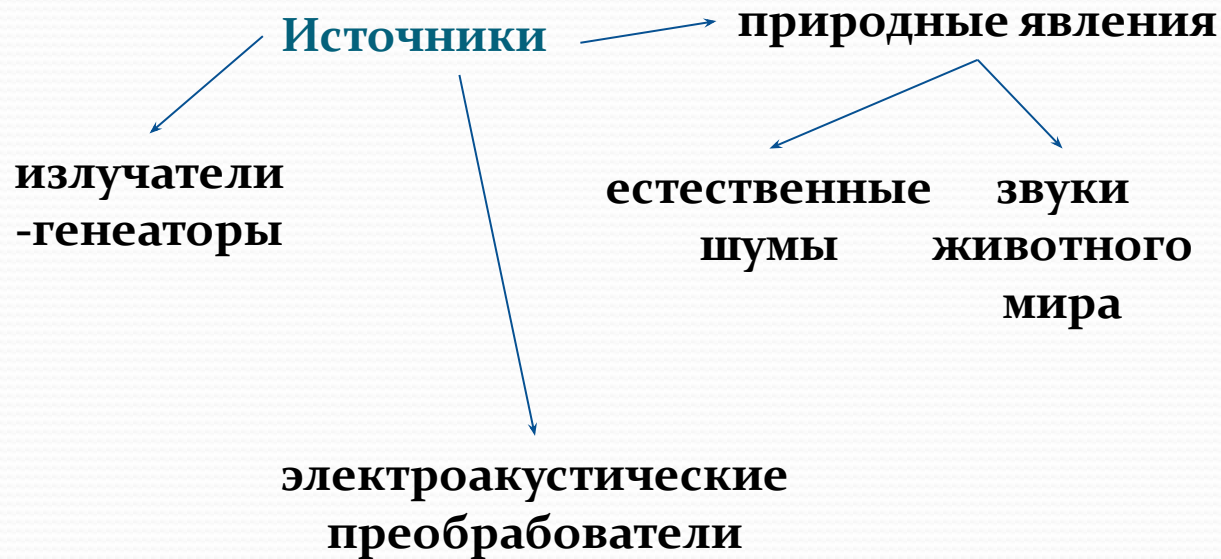 Источники
природные явления
излучатели
-генеаторы
естественные
шумы
звуки
животного
мира
электроакустические
преобрабователи